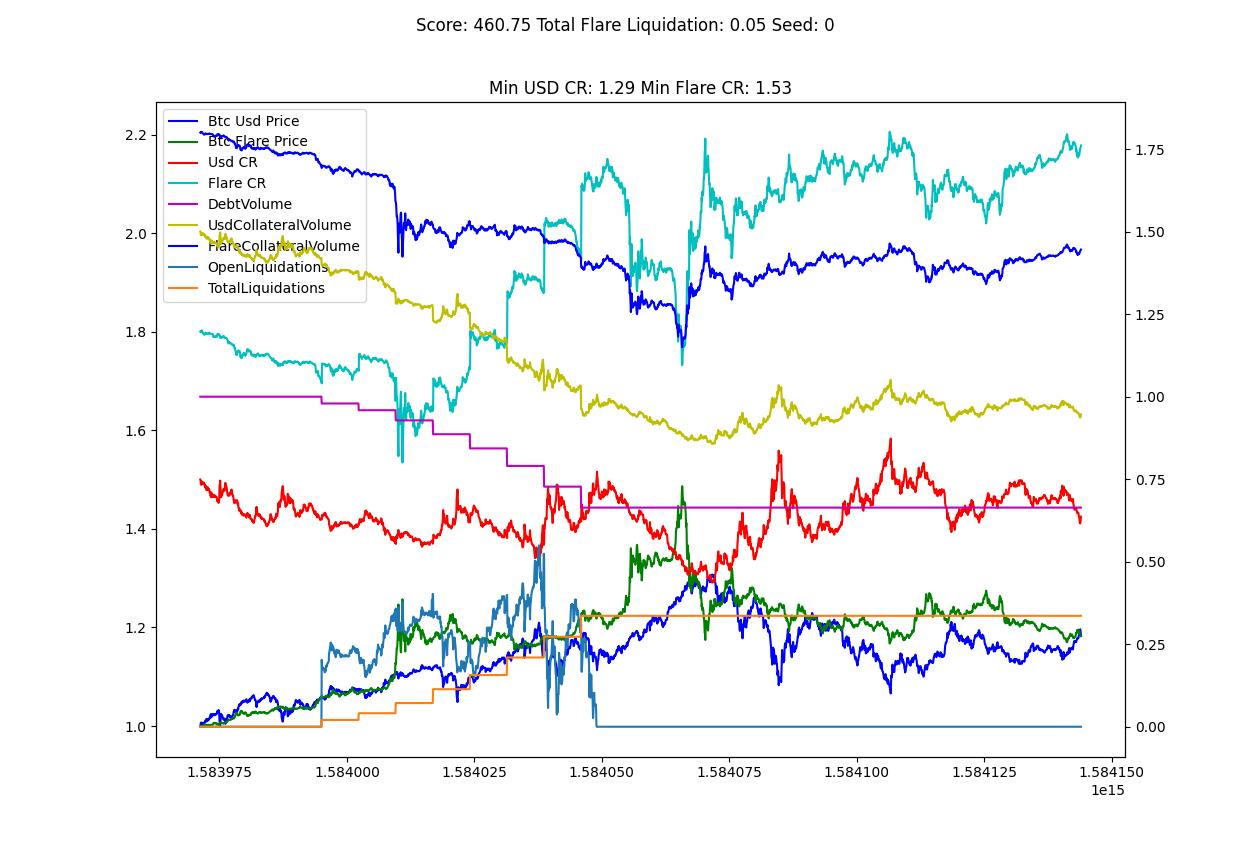 Score: 460.75 Total Flare Liquidation: 0.05 Seed: 0
Min USD CR: 1.29 Min Flare CR: 1.53
Btc Usd Price
Btc Flare Price
Usd CR
Flare CR
DebtVolume
UsdCollateralVolume
FlareCollateralVolume
OpenLiquidations
TotalLiquidations
2.2
2.0
1.8
1.6
1.4
1.2
1.0
1.75
1.50
1.25
1.00
0.75
0.50
0.25
0.00
1.583975 1.584000 1.584025 1.584050 1.584075 1.584100 1.584125 1.584150
1e15